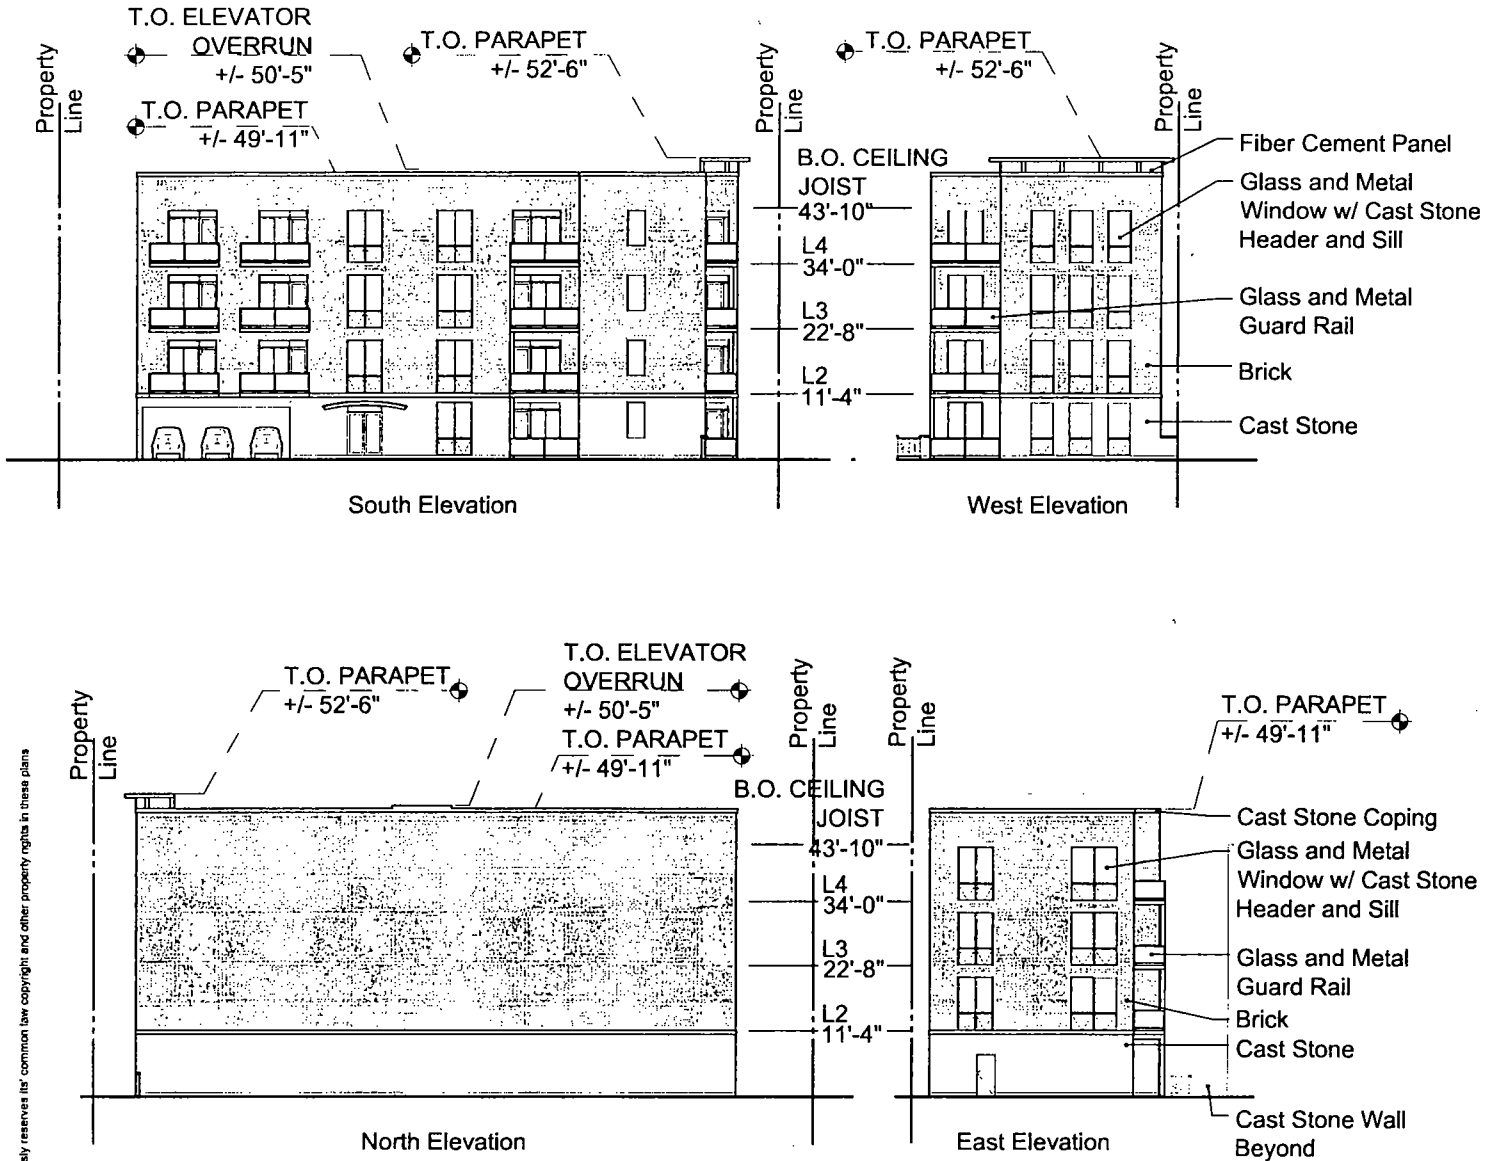 T.O. ELEVATOR
OVERRUN
+/- 50'-5"
T.O. PARAPET
+/- 49'-11"
T.O. PARAPET
+/- 52'-6"
Property
Line
Property
Line
South Elevation
T.O. PARAPET
+/- 52'-6"
Property
Line
B.O. CEILING
JOIST
43'-10"
L4
34'-0"
L3
22'-8"
L2
11'-4"
Fiber Cement Panel
Glass and Metal
Window w/ Cast Stone
Header and Sill
Glass and Metal
Guard Rail
Brick
Cast Stone
West Elevation
T.O. PARAPET
+/- 52'-6"
T.O. ELEVATOR
OVERRUN
+/- 50'-5"
T.O. PARAPET
+/- 49'-11"
Property
Line
Property
Line
North Elevation
B.O. CEILING
JOIST
43'-10"
L4
34'-0"
L3
22'-8"
L2
11'-4"
Property
Line
T.O. PARAPET
+/- 49'-11"
Cast Stone Coping
Glass and Metal
Window w/ Cast Stone
Header and Sill
Glass and Metal
Guard Rail
Brick
Cast Stone
Cast Stone Wall
Beyond
East Elevation
reserves its' common law copyright and other property rights in these plans